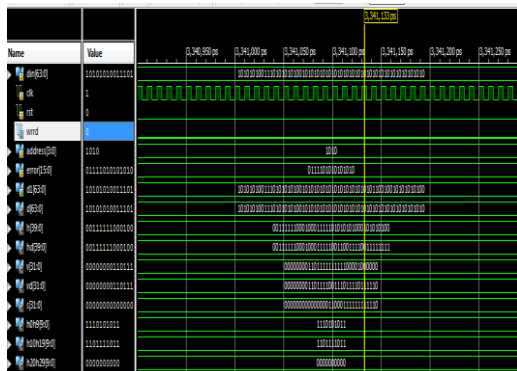 3,341,133 ps
Name Value 3,340,950 ps 3,341,000 ps 3,341,050 ps 3,341,100 ps 3,341,150 ps 3,341,200 ps 3,341,250 ps
din[63:0] 10101010011101
clk 1
rst 0
wrrd 0
address[3:0] 1010 1010
error[15:0] 01111010101010 0111101010101010
d1[63:0] 10101010011101
d[63:0] 10101010011101
h[39:0] 00111111000100
hd[39:0] 00111111000100
v[31:0] 00000000110111
vd[31:0] 00000000110111
s[31:0] 00000000000000
h0h9[9:0] 1110101011 1110101011
h10h19[9:0] 1101111011 1101111011
h20h29[9:0] 0000000000 0000000000